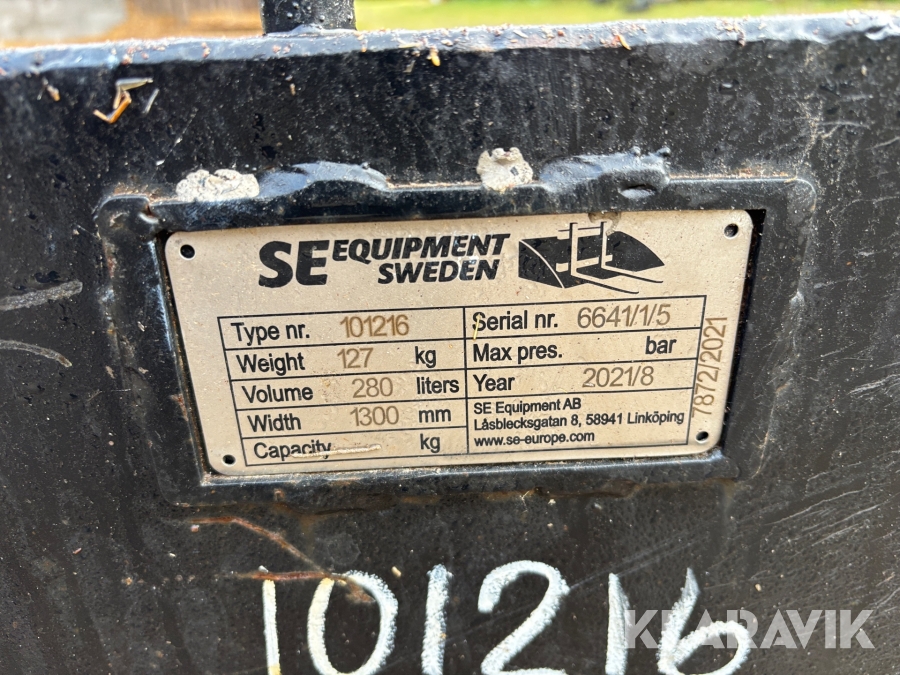 SE EQUIPMENT
SWEDEN
Type nr. 101216
Serial nr. 6641/1/5
Weight 127 kg
Max pres. bar
Volume 280 liters
Year 2021/8
Width 1300 mm
SE Equipment AB
Låsblecksgatan 8, 58941 Linköping
www.se-europe.com
Capacity kg
7872/2021
101216
KLARAVIK